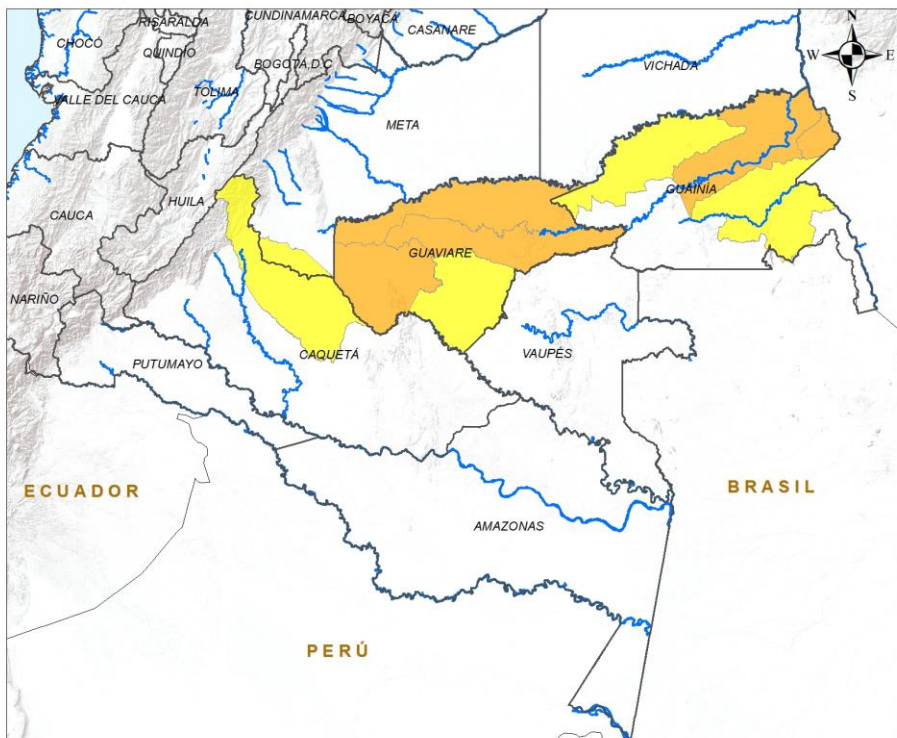 CUNDINAMARCA
BOYACÁ
RISARALDA
CASANARE
N
CHOCÓ
QUINDÍO
BOGOTÁ,D.C
W
E
VICHADA
TOLIMA
VALLE DEL CAUCA
S
META
GUAINÍA
HUILA
CAUCA
GUAVIARE
NARIÑO
CAQUETÁ
VAUPÉS
PUTUMAYO
ECUADOR
BRASIL
AMAZONAS
PERÚ